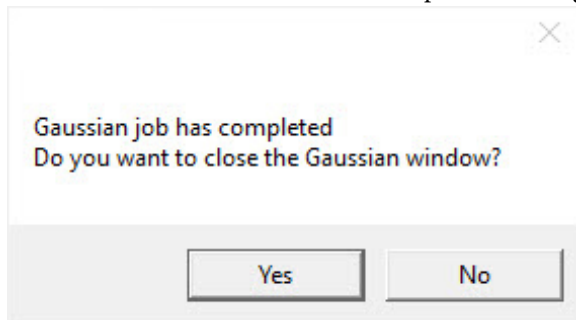 Gaussian job has completed
Do you want to close the Gaussian window?
Yes
No